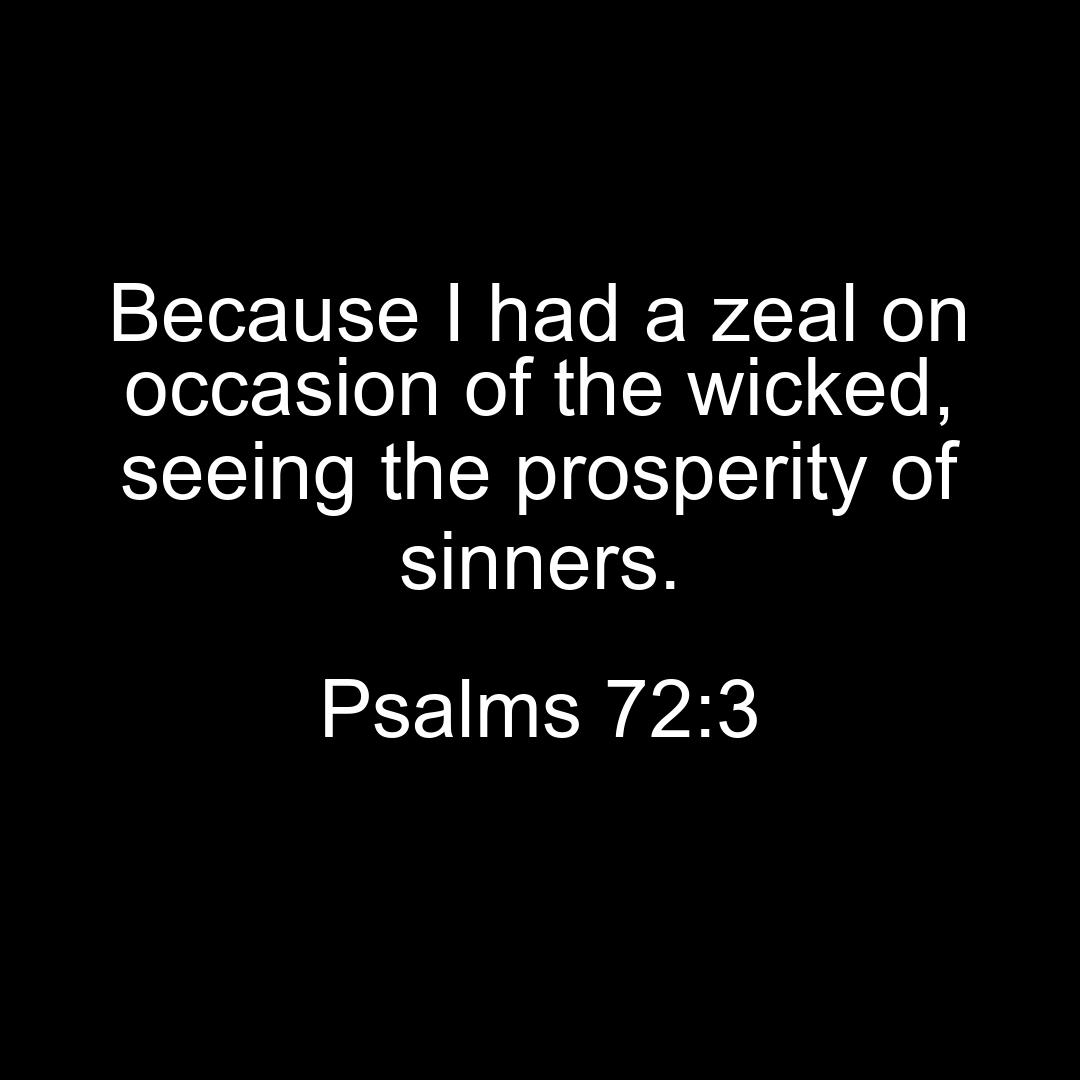 Because I had a zeal on
occasion of the wicked,
seeing the prosperity of
sinners.
Psalms 72:3